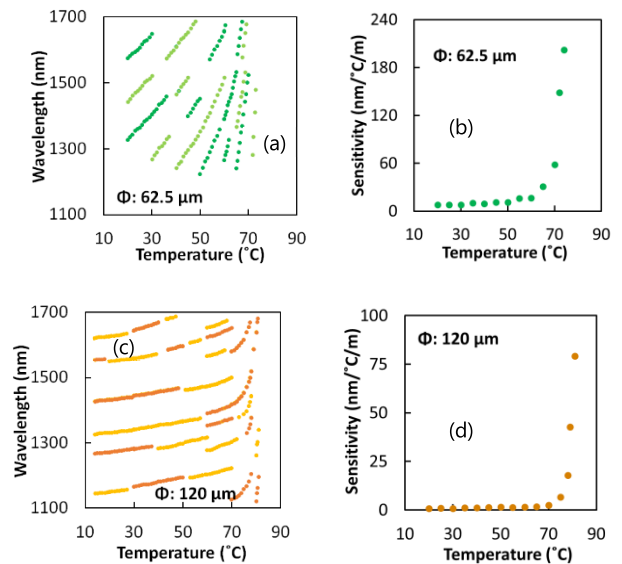 1700
1500
1300
1100
Wavelength (nm)
(a)
Φ: 62.5 µm
10 30 50 70 90
Temperature (˚C)
240
180
120
60
0
Sensitivity (nm/˚C/m)
Φ: 62.5 µm
(b)
10 30 50 70 90
Temperature (˚C)
1700
1500
1300
1100
Wavelength (nm)
(c)
Φ: 120 µm
10 30 50 70 90
Temperature (˚C)
100
75
50
25
0
Sensitivity (nm/˚C/m)
Φ: 120 µm
(d)
10 30 50 70 90
Temperature (˚C)